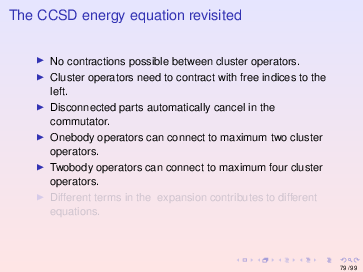 The CCSD energy equation revisited
No contractions possible between cluster operators.
Cluster operators need to contract with free indices to the
left.
Disconnected parts automatically cancel in the
commutator.
Onebody operators can connect to maximum two cluster
operators.
Twobody operators can connect to maximum four cluster
operators.
Different terms in the expansion contributes to different
equations.
79 / 99